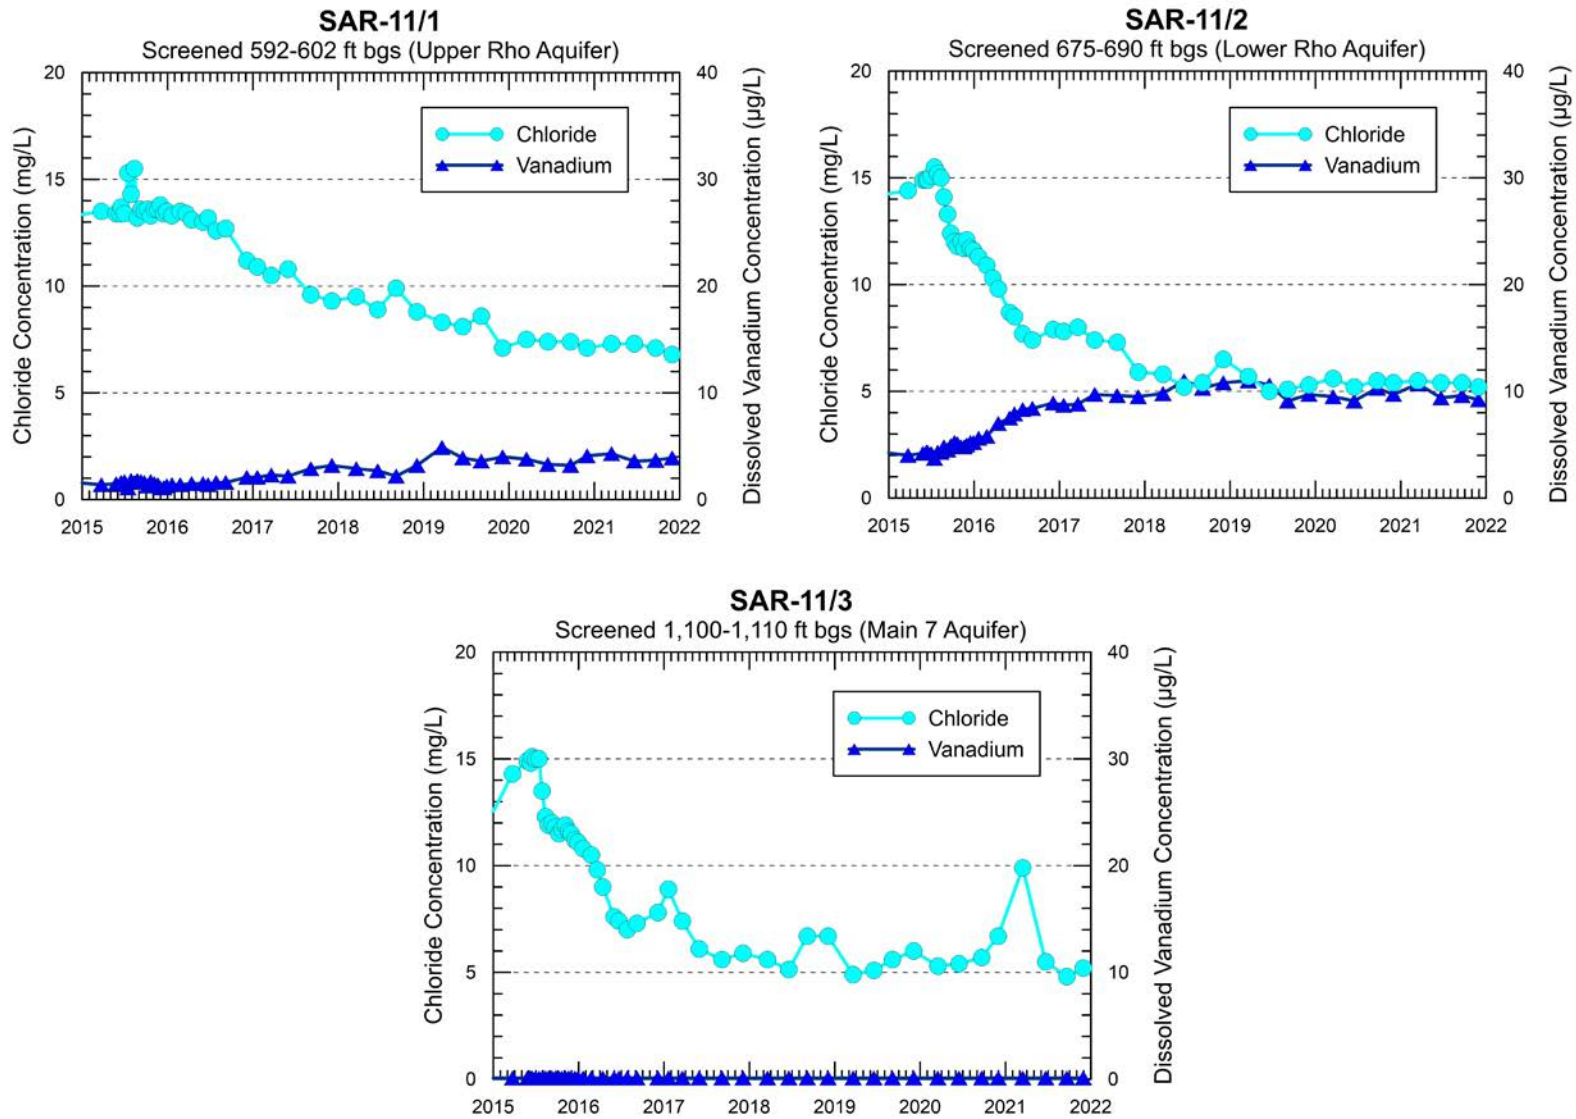 SAR-11/1
Screened 592-602 ft bgs (Upper Rho Aquifer)
20
15
10
5
0
Chloride Concentration (mg/L)
40
30
20
10
0
Dissolved Vanadium Concentration (µg/L)
Chloride
Vanadium
2015 2016 2017 2018 2019 2020 2021 2022
SAR-11/2
Screened 675-690 ft bgs (Lower Rho Aquifer)
20
15
10
5
0
Chloride Concentration (mg/L)
40
30
20
10
0
Dissolved Vanadium Concentration (µg/L)
Chloride
Vanadium
2015 2016 2017 2018 2019 2020 2021 2022
SAR-11/3
Screened 1,100-1,110 ft bgs (Main 7 Aquifer)
20
15
10
5
0
Chloride Concentration (mg/L)
40
30
20
10
0
Dissolved Vanadium Concentration (µg/L)
Chloride
Vanadium
2015 2016 2017 2018 2019 2020 2021 2022